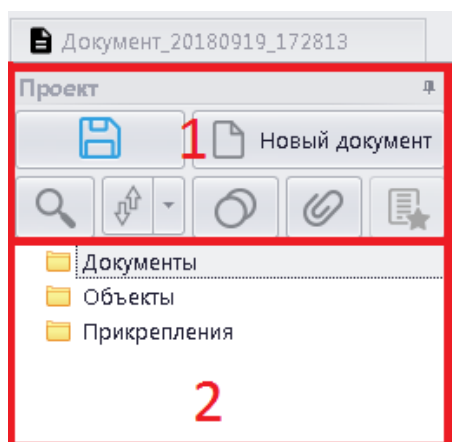 Документ_20180919_172813
Проект
1 Новый документ
Документы
Объекты
Прикрепления
2